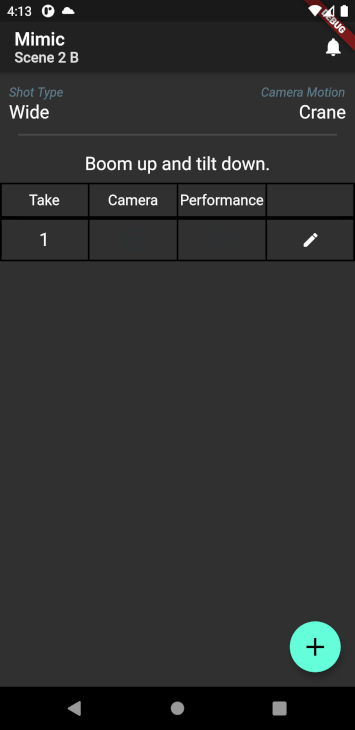 4:13
DEBUG
Mimic
Scene 2 B
Shot Type
Camera Motion
Wide
Crane
Boom up and tilt down.
Take Camera Performance
1